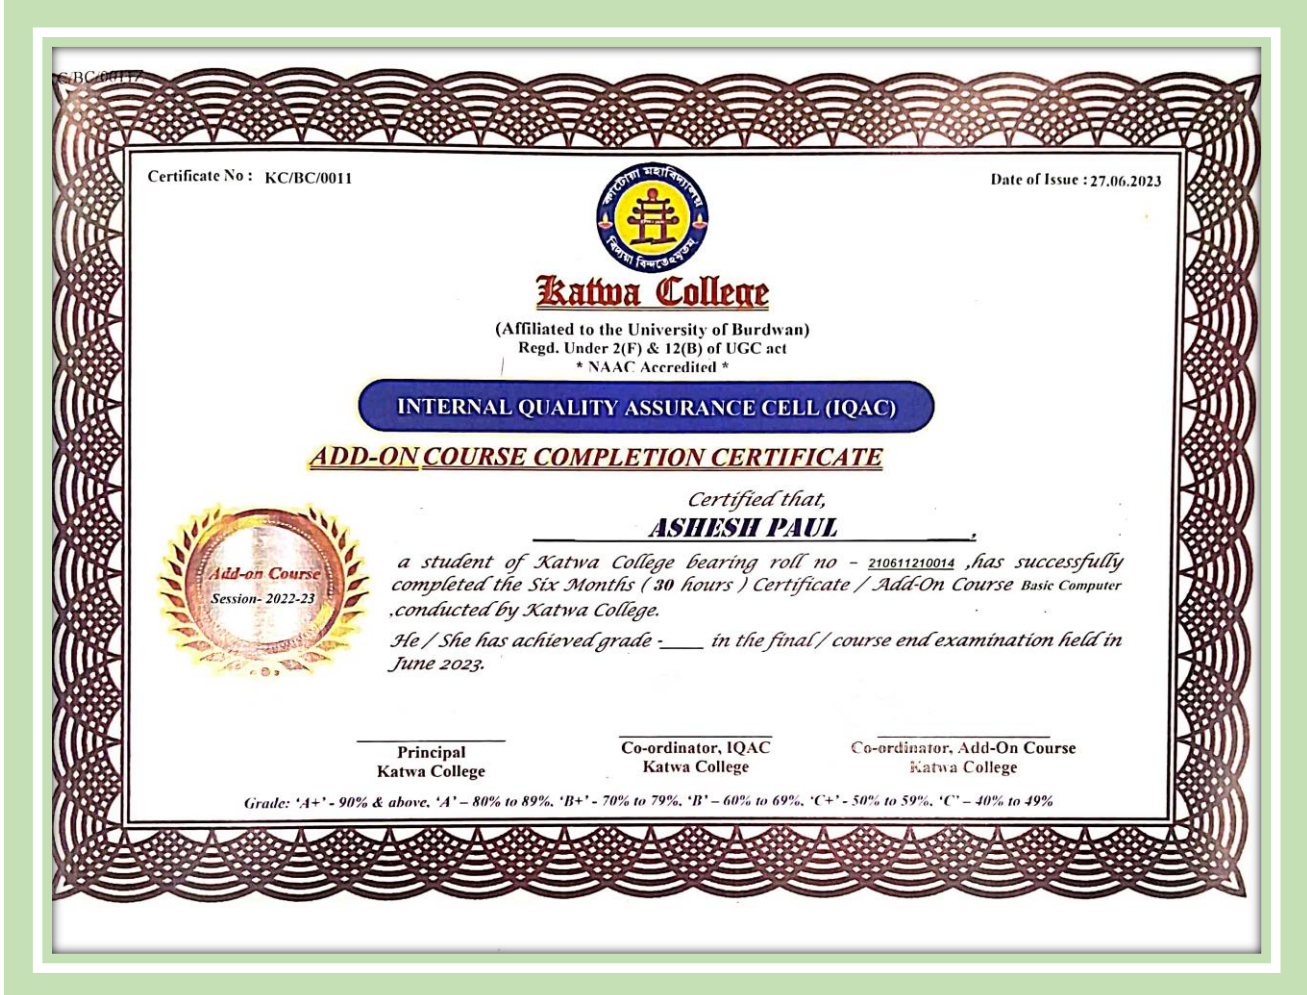 Certificate No : KC/BC/0011
Date of Issue : 27.06.2023
কাটোয়া মহাবিদ্যালয়
Katwa College
(Affiliated to the University of Burdwan)
Regd. Under 2(F) & 12(B) of UGC act
* NAAC Accredited *
INTERNAL QUALITY ASSURANCE CELL (IQAC)
ADD-ON COURSE COMPLETION CERTIFICATE
Certified that,
ASHESH PAUL ,
a student of Katwa College bearing roll no – 210611210014 ,has successfully
completed the Six Months ( 30 hours ) Certificate / Add-On Course Basic Computer
,conducted by Katwa College.
He / She has achieved grade -____ in the final / course end examination held in
June 2023.
Add-on Course
Session- 2022-23
Principal
Katwa College
Co-ordinator, IQAC
Katwa College
Co-ordinator, Add-On Course
Katwa College
Grade: ‘A+’ - 90% & above, ‘A’ – 80% to 89%, ‘B+’ - 70% to 79%, ‘B’ – 60% to 69%, ‘C+’ - 50% to 59%, ‘C’ – 40% to 49%